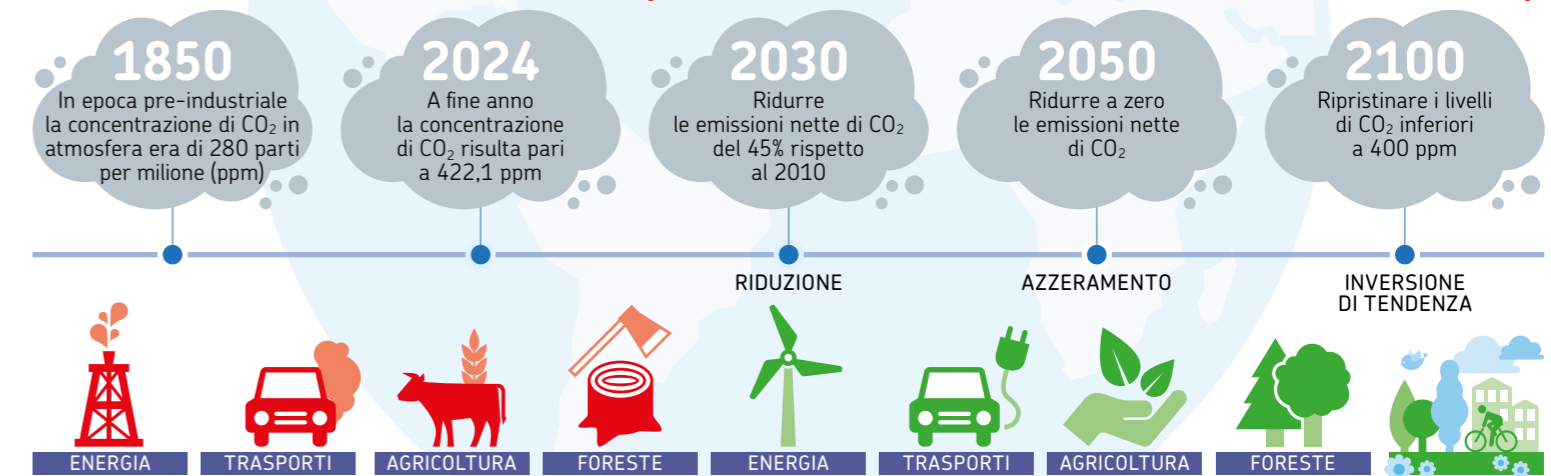 1850
In epoca pre-industriale
la concentrazione di CO₂ in
atmosfera era di 280 parti
per milione (ppm)
2024
A fine anno
la concentrazione
di CO₂ risulta pari
a 422,1 ppm
2030
Ridurre
le emissioni nette di CO₂
del 45% rispetto
al 2010
2050
Ridurre a zero
le emissioni nette
di CO₂
2100
Ripristinare i livelli
di CO₂ inferiori
a 400 ppm
RIDUZIONE
AZZERAMENTO
INVERSIONE
DI TENDENZA
ENERGIA
TRASPORTI
AGRICOLTURA
FORESTE
ENERGIA
TRASPORTI
AGRICOLTURA
FORESTE